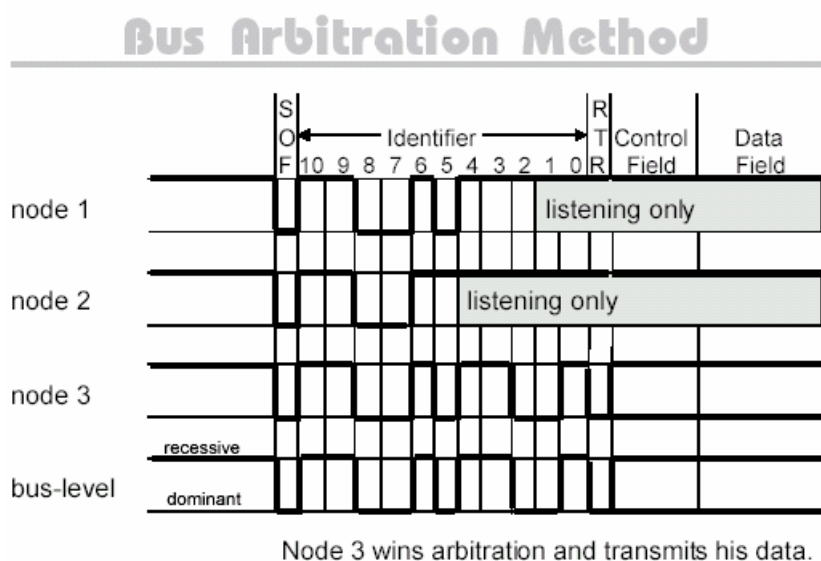 Bus Arbitration Method
SOF
Identifier
RTR
Control Field
Data Field
10 9 8 7 6 5 4 3 2 1 0
node 1
listening only
node 2
listening only
node 3
recessive
bus-level
dominant
Node 3 wins arbitration and transmits his data.